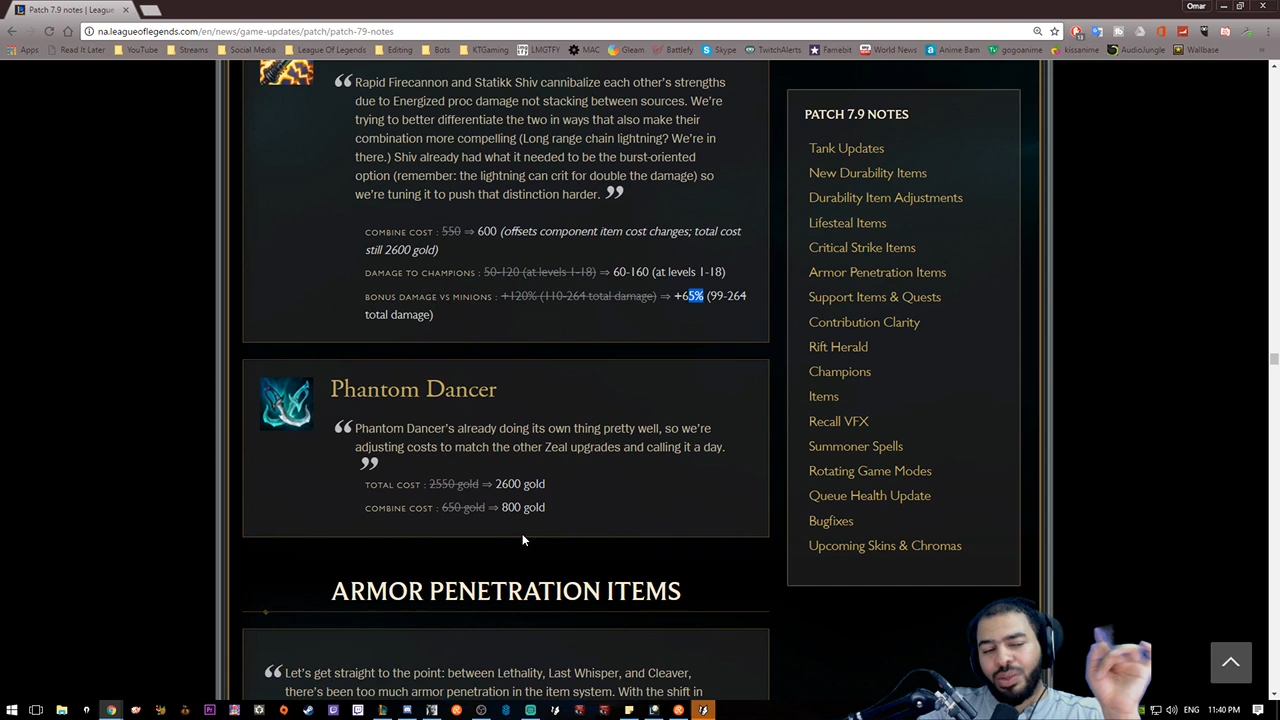 Patch 7.9 notes | League
Omar
na.leagueoflegends.com/en/news/game-updates/patch/patch-79-notes
Apps Read It Later YouTube Streams Social Media League Of Legends Editing Bots KTGaming LMGTFY MAC Gleam Battlefy Skype TwitchAlerts Famebit World News Anime Bam gogoanime kissanime AudioJungle Wallbase
Rapid Firecannon and Statikk Shiv cannibalize each other's strengths
due to Energized proc damage not stacking between sources. We're
trying to better differentiate the two in ways that also make their
combination more compelling (Long range chain lightning? We're in
there.) Shiv already had what it needed to be the burst-oriented
option (remember: the lightning can crit for double the damage) so
we're tuning it to push that distinction harder.
COMBINE COST : 550 ⇒ 600 (offsets component item cost changes; total cost
still 2600 gold)
DAMAGE TO CHAMPIONS : 50-120 (at levels 1-18) ⇒ 60-160 (at levels 1-18)
BONUS DAMAGE VS MINIONS : +120% (110-264 total damage) ⇒ +65% (99-264
total damage)
Phantom Dancer
Phantom Dancer's already doing its own thing pretty well, so we're
adjusting costs to match the other Zeal upgrades and calling it a day.
TOTAL COST : 2550 gold ⇒ 2600 gold
COMBINE COST : 650 gold ⇒ 800 gold
ARMOR PENETRATION ITEMS
Let's get straight to the point: between Lethality, Last Whisper, and Cleaver,
there's been too much armor penetration in the item system. With the shift in
PATCH 7.9 NOTES
Tank Updates
New Durability Items
Durability Item Adjustments
Lifesteal Items
Critical Strike Items
Armor Penetration Items
Support Items & Quests
Contribution Clarity
Rift Herald
Champions
Items
Recall VFX
Summoner Spells
Rotating Game Modes
Queue Health Update
Bugfixes
Upcoming Skins & Chromas
ENG 11:40 PM